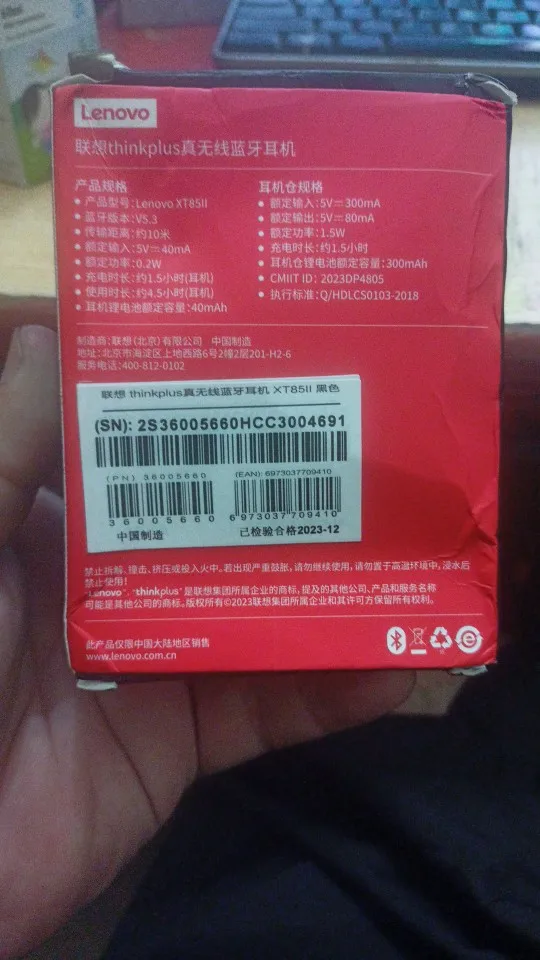 Lenovo
联想thinkplus真无线蓝牙耳机
产品规格
• 产品型号:Lenovo XT85II
• 蓝牙版本:V5.3
• 传输距离:约10米
• 额定输入:5V⎓40mA
• 额定功率:0.2W
• 充电时长:约1.5小时(耳机)
• 使用时长:约4.5小时(耳机)
• 耳机锂电池额定容量:40mAh
耳机仓规格
• 额定输入:5V⎓300mA
• 额定输出:5V⎓80mA
• 额定功率:1.5W
• 充电时长:约1.5小时
• 耳机仓锂电池额定容量:300mAh
• CMIIT ID: 2023DP4805
• 执行标准:Q/HDLCS0103-2018
制造商:联想(北京)有限公司 中国制造
地址:北京市海淀区上地西路6号2幢2层201-H2-6
服务电话:400-812-0102
联想 thinkplus真无线蓝牙耳机 XT85II 黑色
(SN): 2S36005660HCC3004691
(PN) 36005660
(EAN): 6973037709410
36005660
6973037709410
中国制造
已检验合格2023-12
禁止拆解、撞击、挤压或投入火中。若出现严重鼓胀,请勿继续使用,请勿置于高温环境中。浸水后
禁止使用!
"Lenovo"、"thinkplus"是联想集团所属企业的商标,提及的其他公司、产品和服务名称
可能是其他公司的商标。版权所有©2023联想集团所属企业和其许可方保留所有权利。
此产品仅限中国大陆地区销售
www.lenovo.com.cn